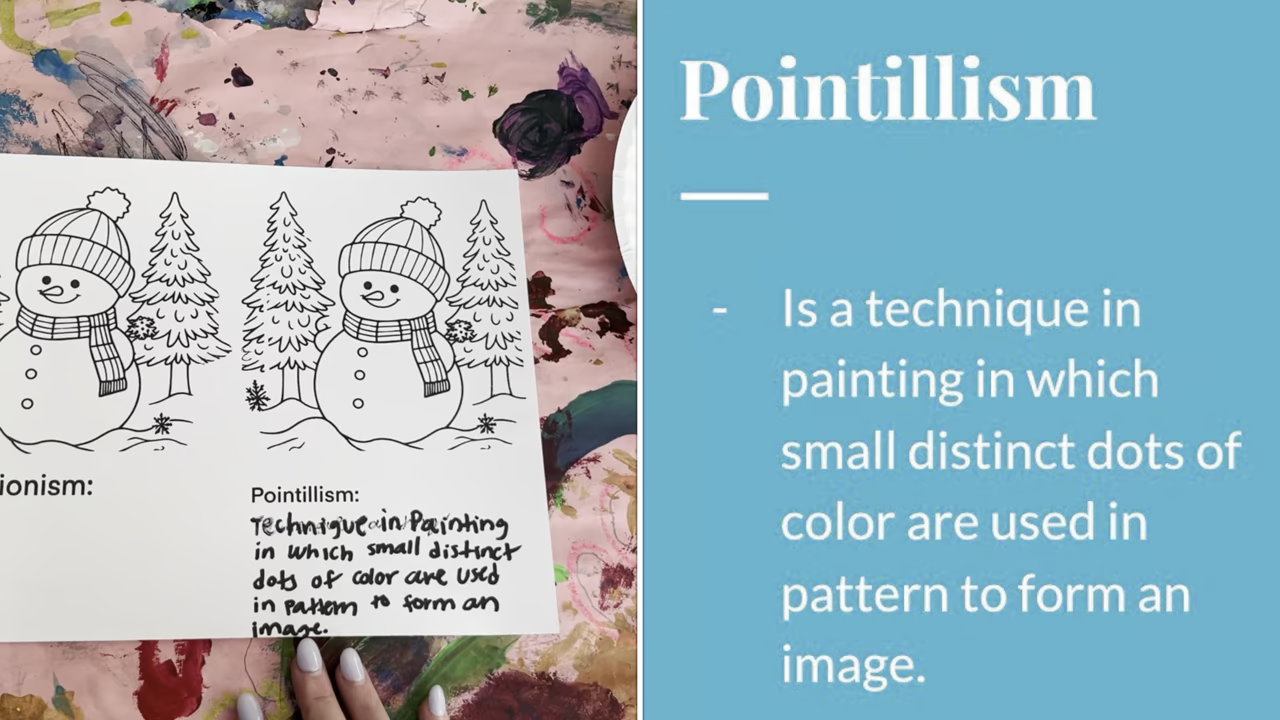 ionism:
Pointillism:
Technique in Painting
in which small distinct
dots of color are used
in pattern to form an
image.
Pointillism
- Is a technique in
painting in which
small distinct dots of
color are used in
pattern to form an
image.